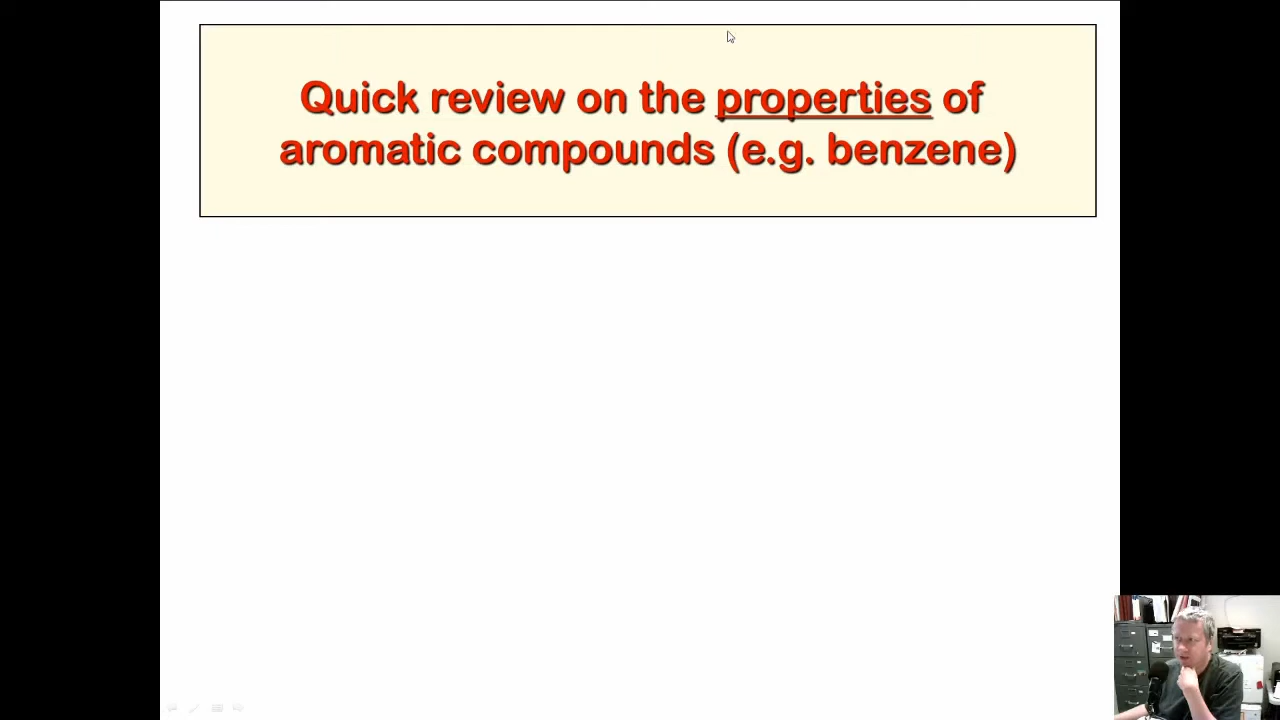 Quick review on the properties of
aromatic compounds (e.g. benzene)